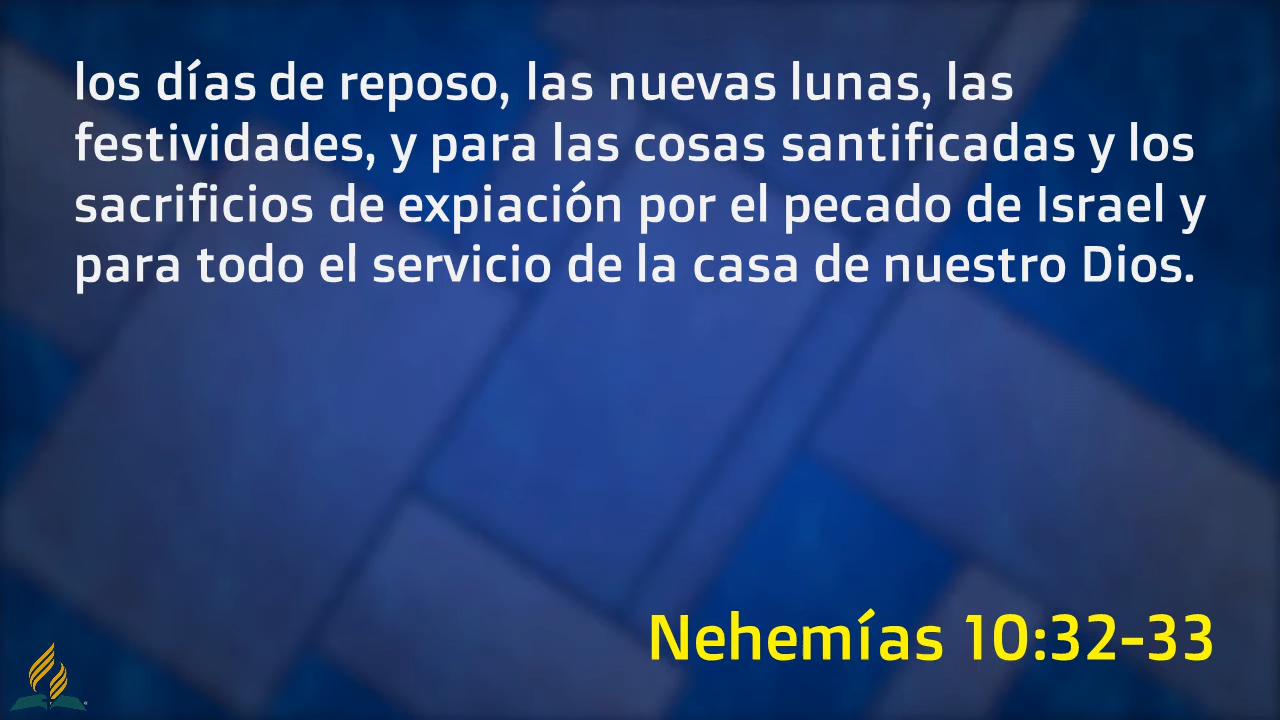 los días de reposo, las nuevas lunas, las
festividades, y para las cosas santificadas y los
sacrificios de expiación por el pecado de Israel y
para todo el servicio de la casa de nuestro Dios.
Nehemías 10:32-33